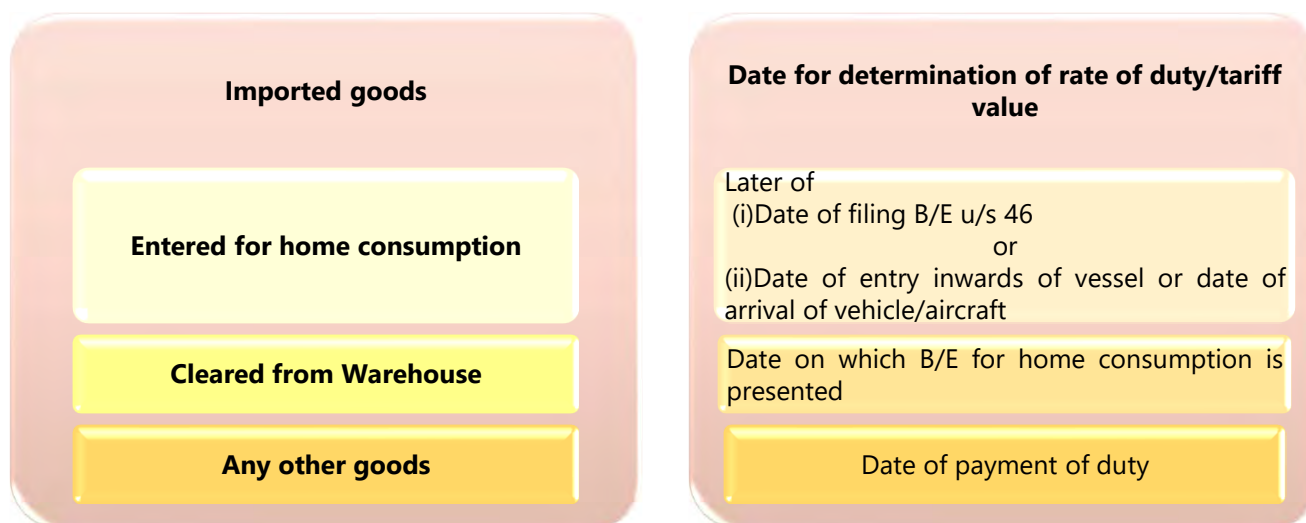 Imported goods
Entered for home consumption
Cleared from Warehouse
Any other goods
Date for determination of rate of duty/tariff
value
Later of
(i)Date of filing B/E u/s 46
or
(ii)Date of entry inwards of vessel or date of
arrival of vehicle/aircraft
Date on which B/E for home consumption is
presented
Date of payment of duty